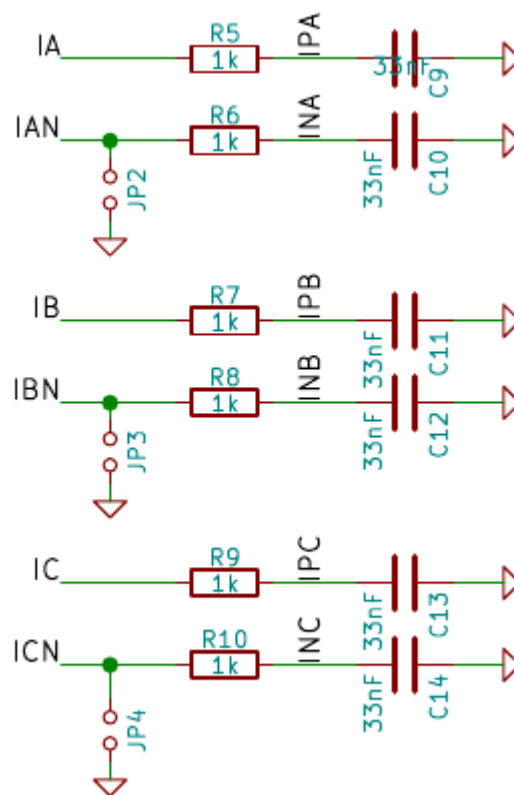 IA
R5
1k
IPA
33nF
C9
IAN
R6
1k
INA
33nF
C10
JP2
IB
R7
1k
IPB
33nF
C11
IBN
R8
1k
INB
33nF
C12
JP3
IC
R9
1k
IPC
33nF
C13
ICN
R10
1k
INC
33nF
C14
JP4